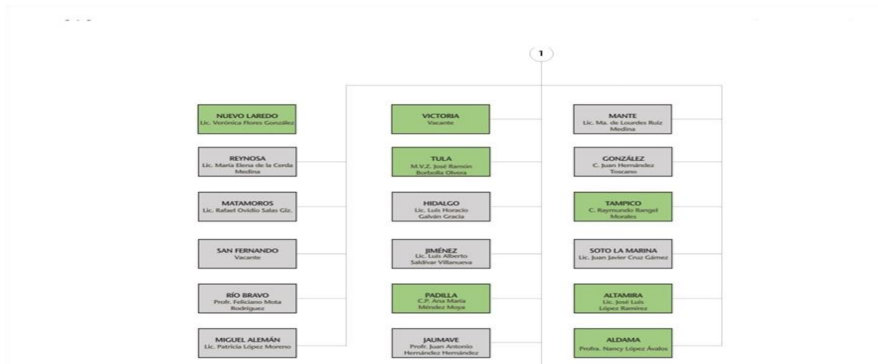 1
NUEVO LAREDO
Lic. Verónica Flores González
REYNOSA
Lic. María Elena de la Cerda
Medina
MATAMOROS
Lic. Rafael Ovidio Salas Glz.
SAN FERNANDO
Vacante
RÍO BRAVO
Profr. Feliciano Mota
Rodríguez
MIGUEL ALEMÁN
Lic. Patricia López Moreno
VICTORIA
Vacante
TULA
M.V.Z. José Ramón
Olvera
HIDALGO
Lic. Luis Horacio
Galván Gracia
JIMÉNEZ
Lic. Luis Alberto
Saldívar Villanueva
PADILLA
C.P. Ana María
Méndez Moya
JAUMAVE
Profr. Juan Antonio
Hernández Hernández
MANTE
Lic. Ma. de Lourdes Ruiz
Medina
GONZÁLEZ
C. Juan Hernández
Toscano
TAMPICO
C. Raymundo Rangel
Morales
SOTO LA MARINA
Lic. Juan Javier Cruz Gámez
ALTAMIRA
Lic. José Luis
López Ramírez
ALDAMA
Profra. Nancy López Ávalos